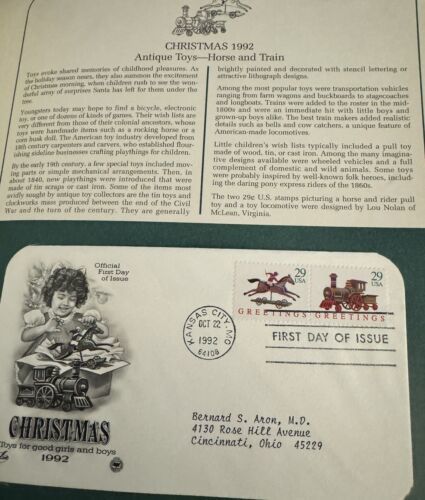 CHRISTMAS 1992
Antique Toys—Horse and Train
Toys evoke shared memories of childhood pleasures. As
the holiday season nears, they also summon the excitement
of Christmas morning, when children rush to see the won-
derful array of surprises Santa has left for them under the
tree.
Youngsters today may hope to find a bicycle, electronic
toy, or one of dozens of kinds of games. Their wish lists are
very different from those of their colonial ancestors, whose
toys were handmade items such as a rocking horse or a
corn husk doll. The American toy industry developed from
18th century carpenters and carvers, who established flour-
ishing sideline businesses crafting playthings for children.
By the early 19th century, a few special toys included mov-
ing parts or simple mechanical arrangements. Then, in
about 1840, new playthings were introduced that were
made of tin scraps or cast iron. Some of the items most
avidly sought by antique toy collectors are the tin toys and
clockworks mass produced between the end of the Civil
War and the turn of the century. They are generally
brightly painted and decorated with stencil lettering or
attractive lithograph designs.
Among the most popular toys were transportation vehicles
ranging from farm wagons and buckboards to stagecoaches
and longboats. Trains were added to the roster in the mid-
1800s and were an immediate hit with little boys and
grown-up boys alike. The best train makers added realistic
details such as bells and cow catchers, a unique feature of
American-made locomotives.
Little children's wish lists typically included a pull toy
made of wood, tin, or cast iron. Among the many imagina-
tive designs available were wheeled vehicles and a full
complement of domestic and wild animals. Some toys
were probably inspired by well-known folk heroes, includ-
ing the daring pony express riders of the 1860s.
The two 29¢ U.S. stamps picturing a horse and rider pull
toy and a toy locomotive were designed by Lou Nolan of
McLean, Virginia.
Official
First Day
of Issue
CHRISTMAS
Toys for good girls and boys
1992
KANSAS CITY, MO
OCT 22
1992
64108
29
USA
GREETINGS
29
USA
GREETINGS
FIRST DAY OF ISSUE
Bernard S. Aron, M.D.
4130 Rose Hill Avenue
Cincinnati, Ohio 45229